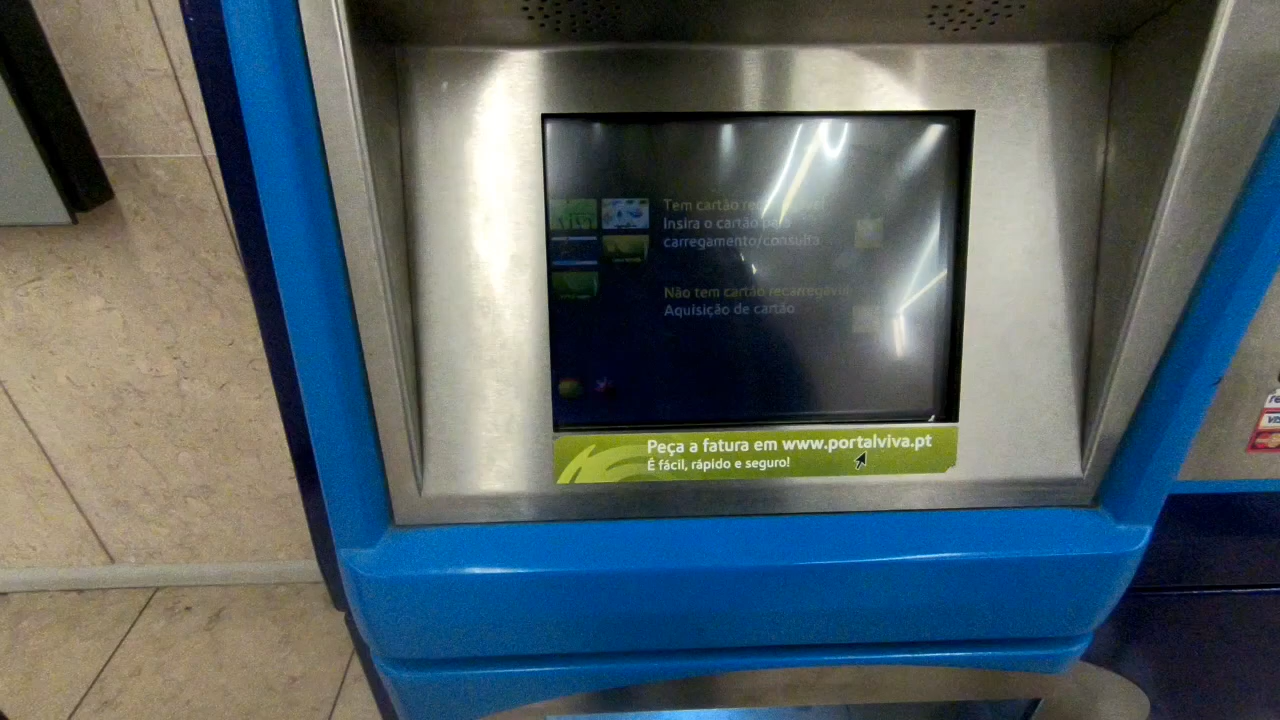 Tem cartão
Insira o cartão para
carregamento/consulta
Não tem cartão recarregável
Aquisição de cartão
Peça a fatura em www.portalviva.pt
É fácil, rápido e seguro!